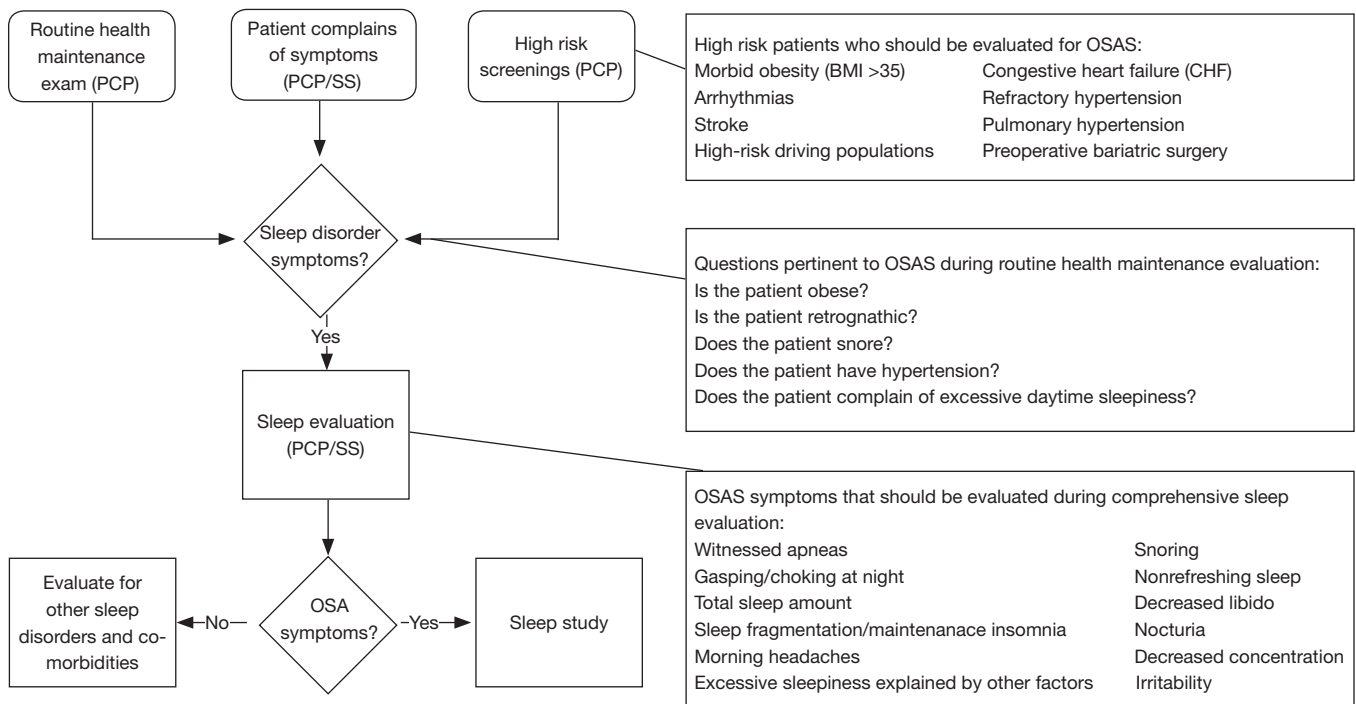 Routine health
maintenance
exam (PCP)
Patient complains
of symptoms
(PCP/SS)
High risk
screenings (PCP)
High risk patients who should be evaluated for OSAS:
Morbid obesity (BMI >35) Congestive heart failure (CHF)
Arrhythmias Refractory hypertension
Stroke Pulmonary hypertension
High-risk driving populations Preoperative bariatric surgery
Sleep disorder
symptoms?
Questions pertinent to OSAS during routine health maintenance evaluation:
Is the patient obese?
Is the patient retrognathic?
Does the patient snore?
Does the patient have hypertension?
Does the patient complain of excessive daytime sleepiness?
Yes
Sleep evaluation
(PCP/SS)
OSAS symptoms that should be evaluated during comprehensive sleep
evaluation:
Witnessed apneas Snoring
Gasping/choking at night Nonrefreshing sleep
Total sleep amount Decreased libido
Sleep fragmentation/maintenanace insomnia Nocturia
Morning headaches Decreased concentration
Excessive sleepiness explained by other factors Irritability
Evaluate for
other sleep
disorders and co-
morbidities
No
OSA
symptoms?
Yes
Sleep study